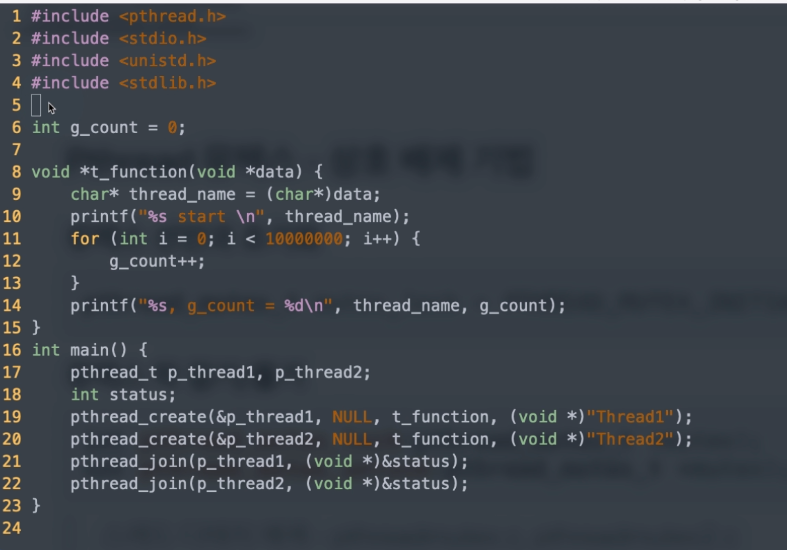 1 #include <pthread.h>
2 #include <stdio.h>
3 #include <unistd.h>
4 #include <stdlib.h>
5
6 int g_count = 0;
7
8 void *t_function(void *data) {
9     char* thread_name = (char*)data;
10     printf("%s start \n", thread_name);
11     for (int i = 0; i < 10000000; i++) {
12         g_count++;
13     }
14     printf("%s, g_count = %d\n", thread_name, g_count);
15 }
16 int main() {
17     pthread_t p_thread1, p_thread2;
18     int status;
19     pthread_create(&p_thread1, NULL, t_function, (void *)"Thread1");
20     pthread_create(&p_thread2, NULL, t_function, (void *)"Thread2");
21     pthread_join(p_thread1, (void *)&status);
22     pthread_join(p_thread2, (void *)&status);
23 }
24